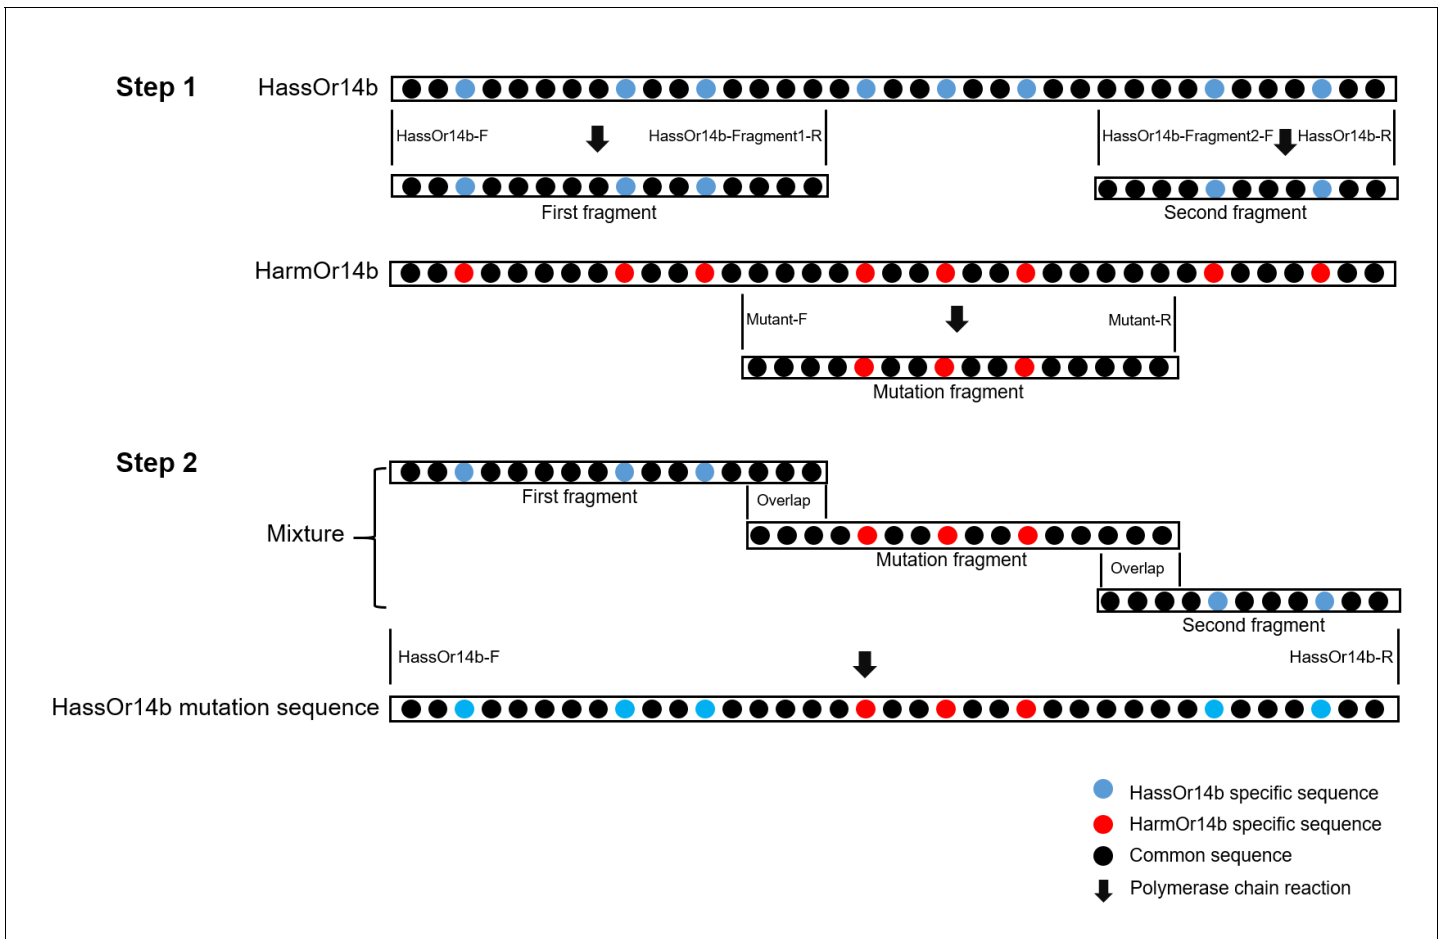 Step 1
HassOr14b
HassOr14b-F
HassOr14b-Fragment1-R
HassOr14b-Fragment2-F
HassOr14b-R
First fragment
Second fragment
HarmOr14b
Mutant-F
Mutant-R
Mutation fragment
Step 2
First fragment
Overlap
Mixture
Mutation fragment
Overlap
Second fragment
HassOr14b-F
HassOr14b-R
HassOr14b mutation sequence
HassOr14b specific sequence
HarmOr14b specific sequence
Common sequence
Polymerase chain reaction